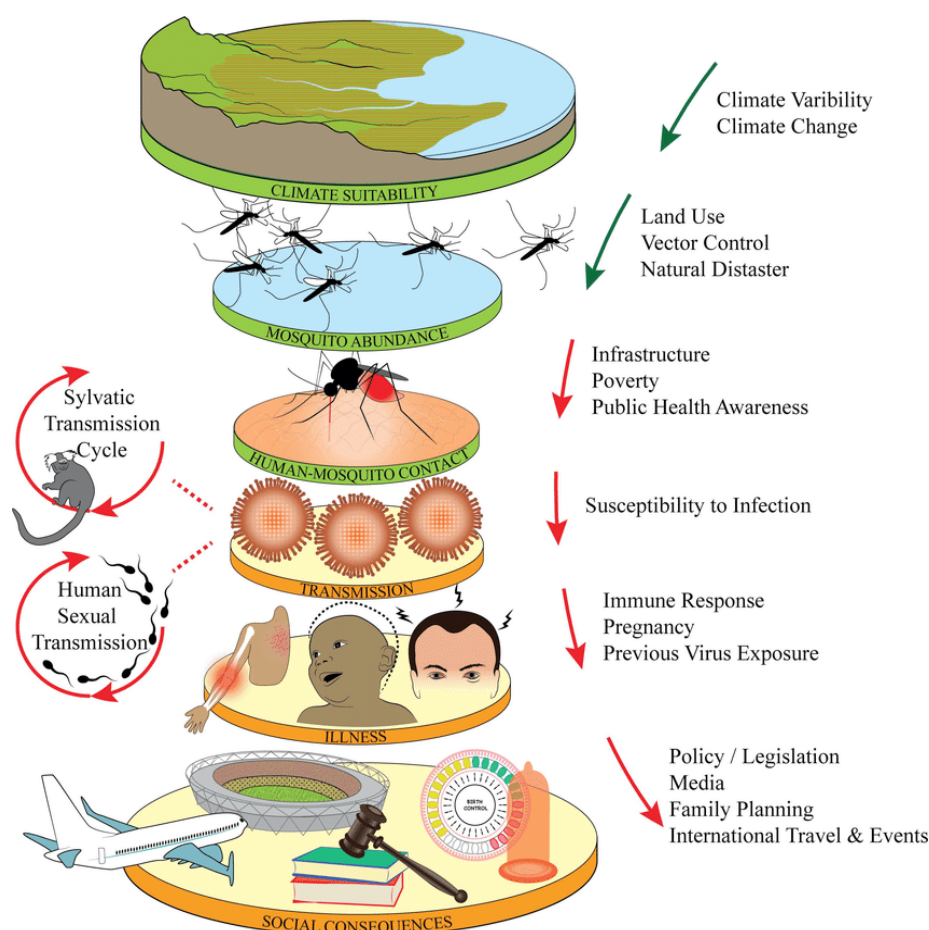 Climate Varibility
Climate Change
CLIMATE SUITABILITY
Land Use
Vector Control
Natural Distaster
MOSQUITO ABUNDANCE
Infrastructure
Poverty
Public Health Awareness
Sylvatic
Transmission
Cycle
HUMAN-MOSQUITO CONTACT
Susceptibility to Infection
TRANSMISSION
Human
Sexual
Transmission
Immune Response
Pregnancy
Previous Virus Exposure
ILLNESS
Policy / Legislation
Media
Family Planning
International Travel & Events
BIRTH
CONTROL
SOCIAL CONSEQUENCES